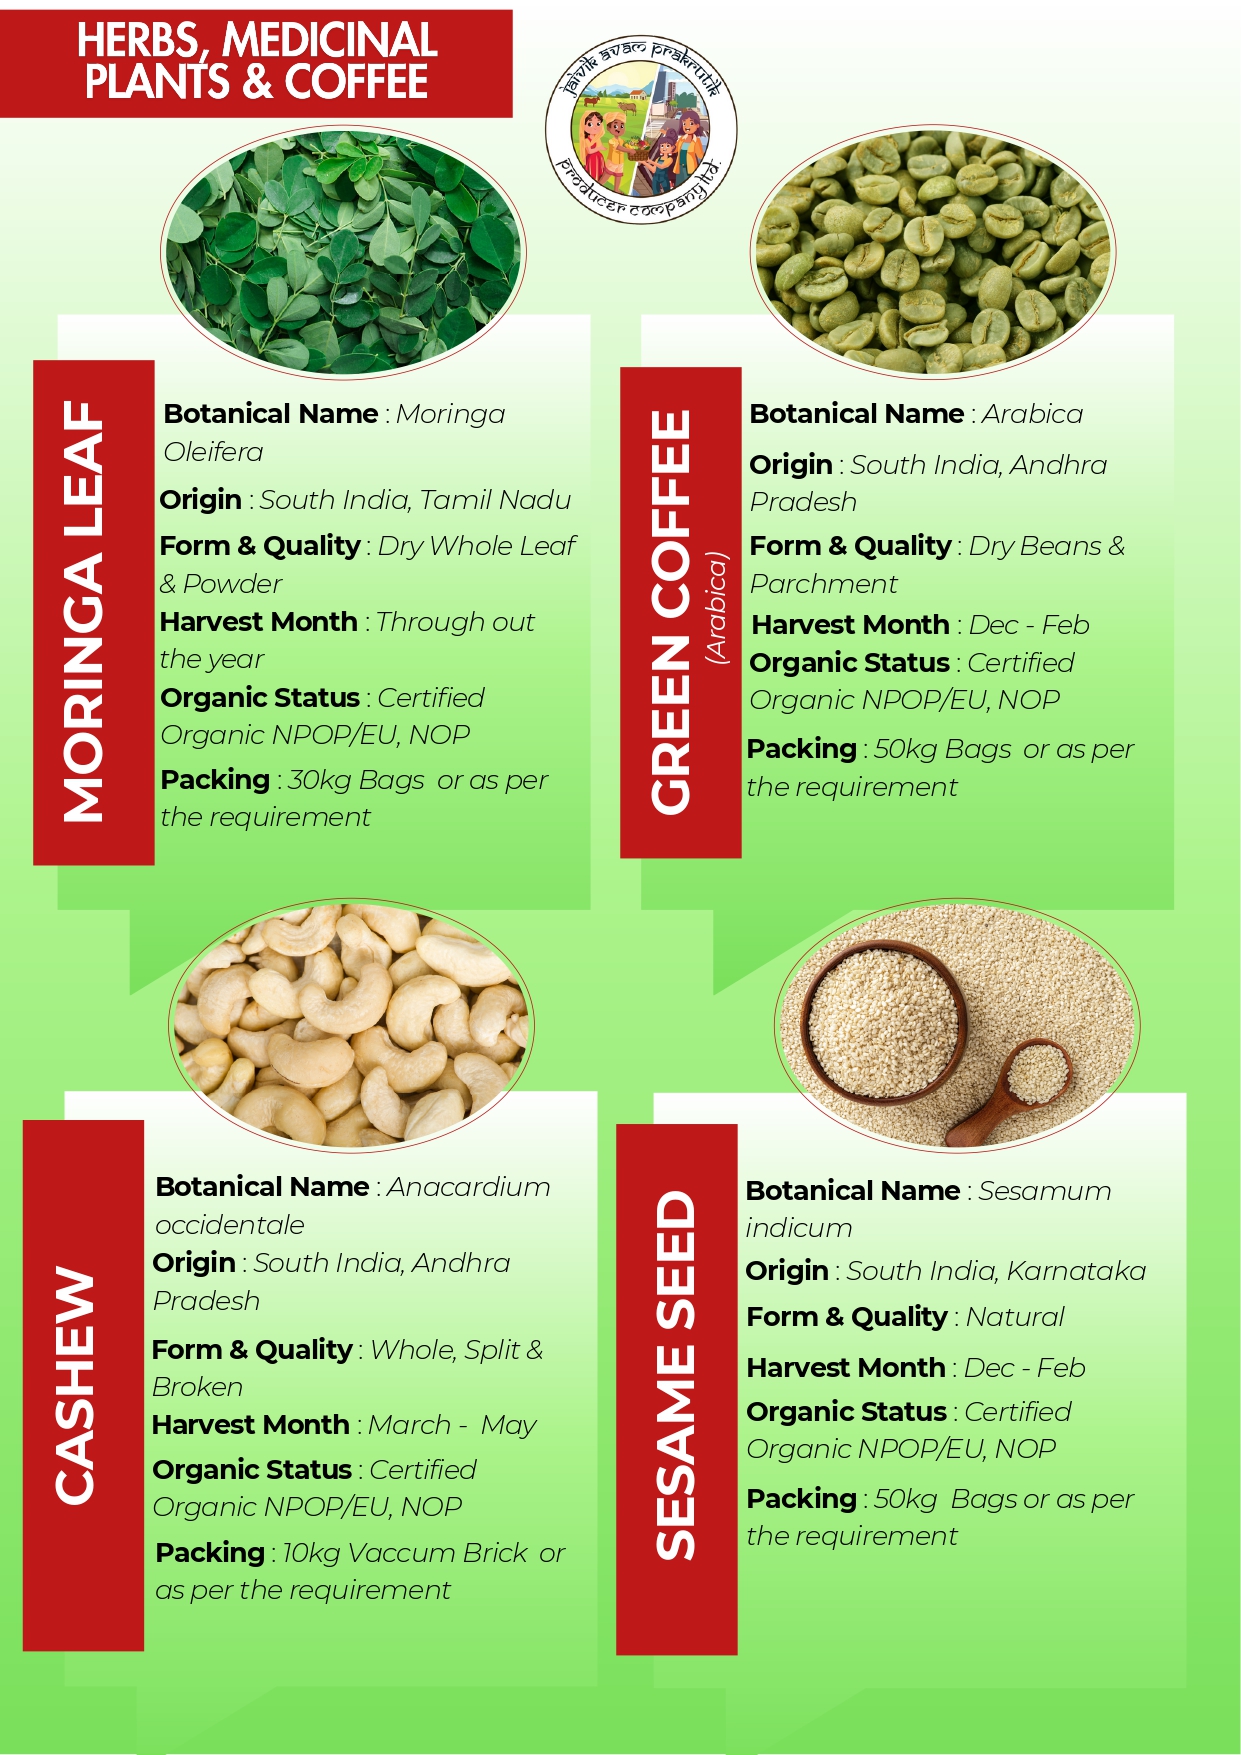 HERBS, MEDICINAL
PLANTS & COFFEE
jaivik avam prakrutik
producer company ltd.
MORINGA LEAF
Botanical Name : Moringa
Oleifera
Origin : South India, Tamil Nadu
Form & Quality : Dry Whole Leaf
& Powder
Harvest Month : Through out
the year
Organic Status : Certified
Organic NPOP/EU, NOP
Packing : 30kg Bags or as per
the requirement
GREEN COFFEE
(Arabica)
Botanical Name : Arabica
Origin : South India, Andhra
Pradesh
Form & Quality : Dry Beans &
Parchment
Harvest Month : Dec - Feb
Organic Status : Certified
Organic NPOP/EU, NOP
Packing : 50kg Bags or as per
the requirement
CASHEW
Botanical Name : Anacardium
occidentale
Origin : South India, Andhra
Pradesh
Form & Quality : Whole, Split &
Broken
Harvest Month : March - May
Organic Status : Certified
Organic NPOP/EU, NOP
Packing : 10kg Vaccum Brick or
as per the requirement
SESAME SEED
Botanical Name : Sesamum
indicum
Origin : South India, Karnataka
Form & Quality : Natural
Harvest Month : Dec - Feb
Organic Status : Certified
Organic NPOP/EU, NOP
Packing : 50kg Bags or as per
the requirement